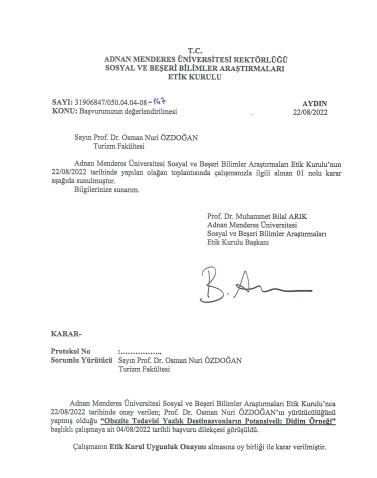 T.C.
ADNAN MENDERES ÜNİVERSİTESİ REKTÖRLÜĞÜ
SOSYAL VE BEŞERİ BİLİMLER ARAŞTIRMALARI
ETİK KURULU
SAYI: 31906847/050.04.04-08-147 AYDIN
KONU: Başvurunuzun değerlendirilmesi 22/08/2022
Sayın Prof. Dr. Osman Nuri ÖZDOĞAN
Turizm Fakültesi
Adnan Menderes Üniversitesi Sosyal ve Beşeri Bilimler Araştırmaları Etik Kurulu'nun
22/08/2022 tarihinde yapılan olağan toplantısında çalışmanızla ilgili alınan 01 nolu karar
aşağıda sunulmuştur.
Bilgilerinize sunarım.
Prof. Dr. Muhammet Bilal ARIK
Adnan Menderes Üniversitesi
Sosyal ve Beşeri Bilimler Araştırmaları
Etik Kurulu Başkanı
B. A
KARAR-
Protokol No :................
Sorumlu Yürütücü Sayın Prof. Dr. Osman Nuri ÖZDOĞAN
Turizm Fakültesi
Adnan Menderes Üniversitesi Sosyal ve Beşeri Bilimler Araştırmaları Etik Kurulu'nca
22/08/2022 tarihinde onay verilen; Prof. Dr. Osman Nuri ÖZDOĞAN'ın yürütücülüğünü
yapmış olduğu "Obezite Tedavisi Yazlık Destinasyonların Potansiyeli: Didim Örneği"
başlıklı çalışmaya ait 04/08/2022 tarihli başvuru dilekçesi görüşüldü.
Çalışmanın Etik Kurul Uygunluk Onayını almasına oy birliği ile karar verilmiştir.